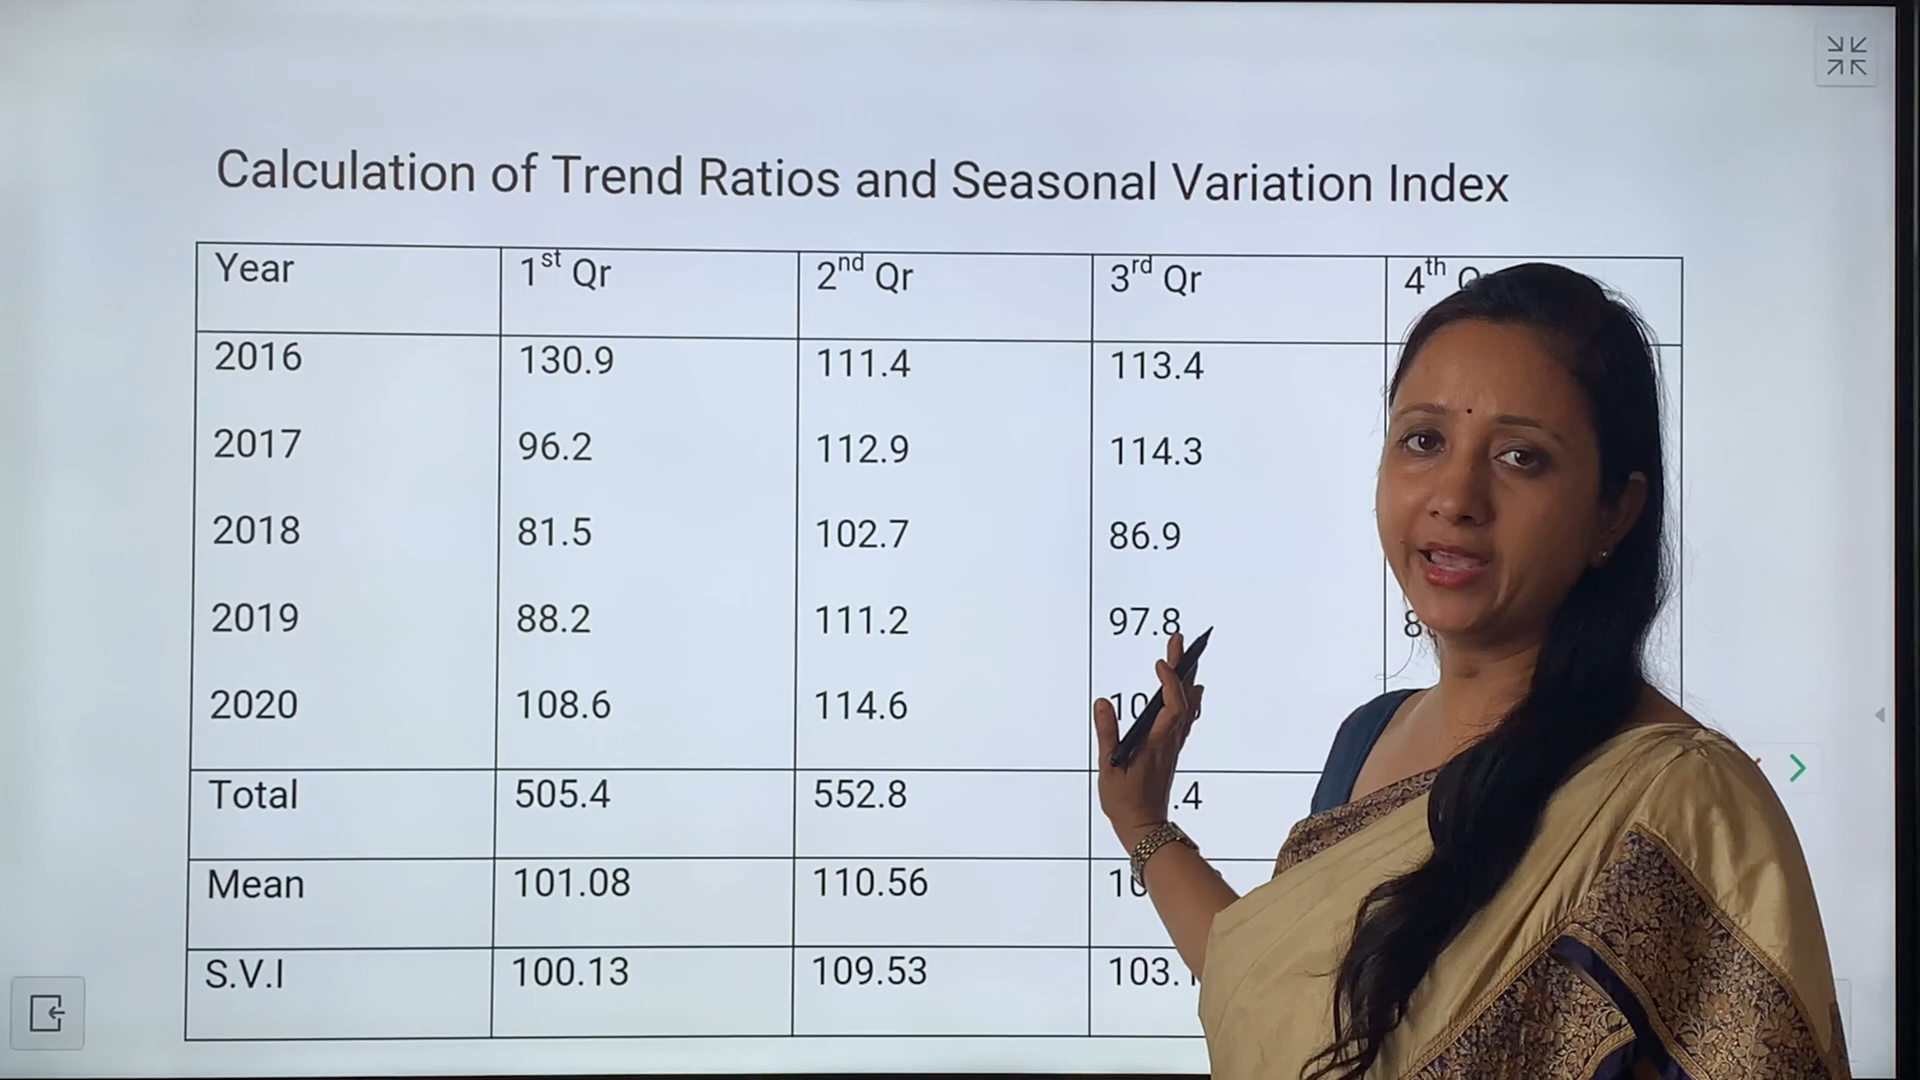 Calculation of Trend Ratios and Seasonal Variation Index
Year 1st Qr 2nd Qr 3rd Qr 4th
2016 130.9 111.4 113.4
2017 96.2 112.9 114.3
2018 81.5 102.7 86.9
2019 88.2 111.2 97.8
2020 108.6 114.6
Total 505.4 552.8
Mean 101.08 110.56
S.V.I 100.13 109.53